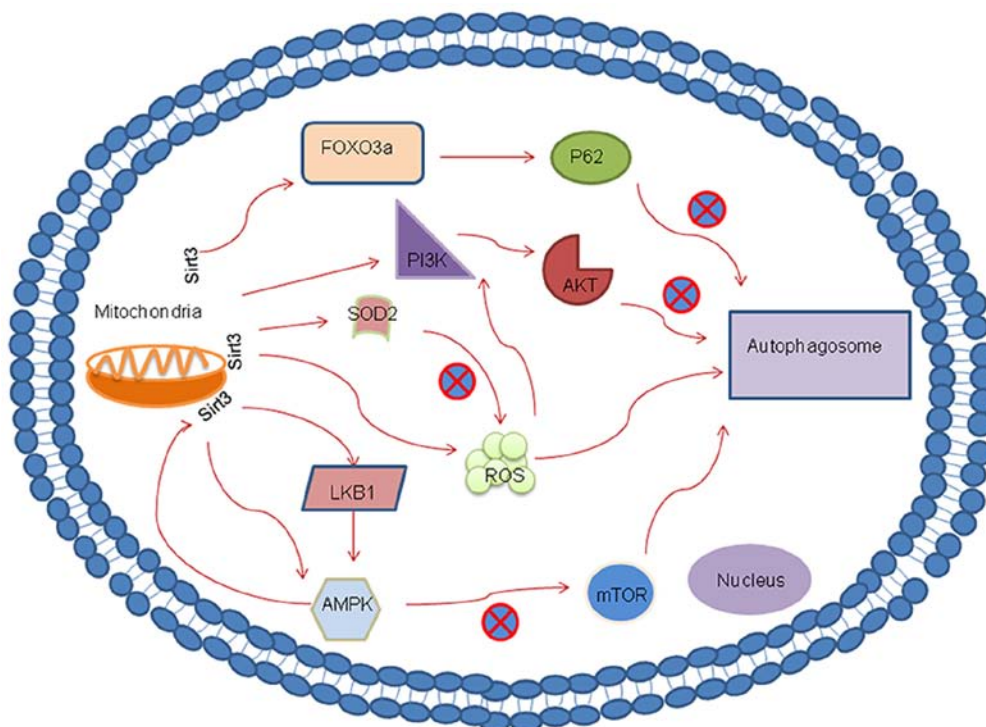 FOXO3a
P62
Sirt3
PI3K
AKT
Mitochondria
SOD2
Sirt3
Autophagosome
Sirt3
ROS
LKB1
AMPK
mTOR
Nucleus